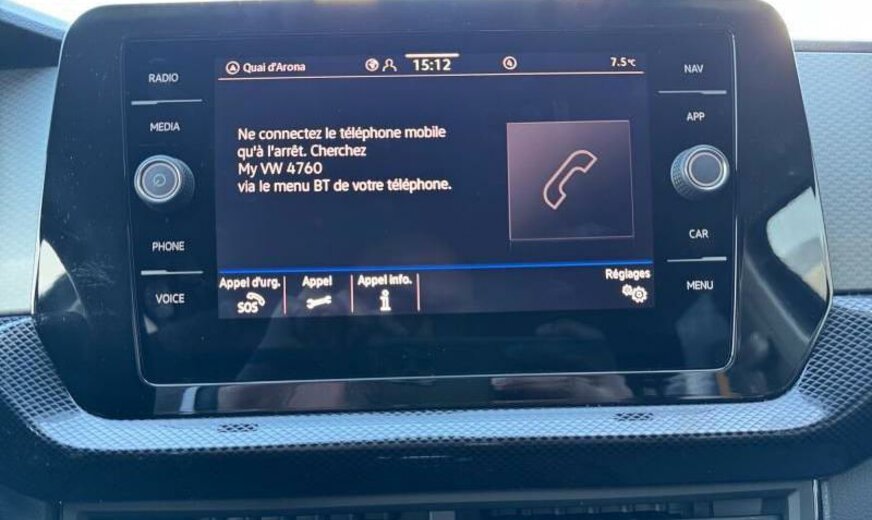 RADIO
MEDIA
PHONE
VOICE
Quai d'Arona
15:12
4
7.5°C
Ne connectez le téléphone mobile
qu'à l'arrêt. Cherchez
My VW 4760
via le menu BT de votre téléphone.
Appel d'urg.
SOS
Appel
Appel info.
i
Réglages
NAV
APP
CAR
MENU